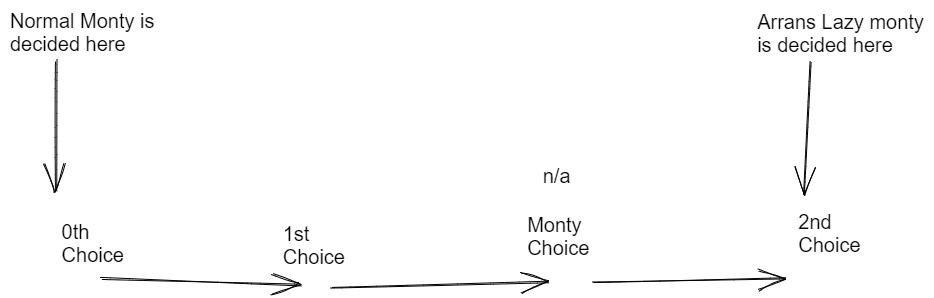 Normal Monty is
decided here
Arrans Lazy monty
is decided here
n/a
0th
Choice
1st
Choice
Monty
Choice
2nd
Choice